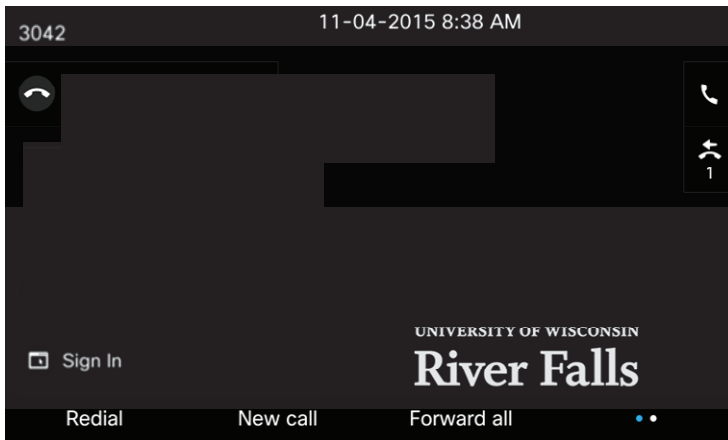 3042
11-04-2015 8:38 AM
1
Sign In
UNIVERSITY OF WISCONSIN
River Falls
Redial New call Forward all